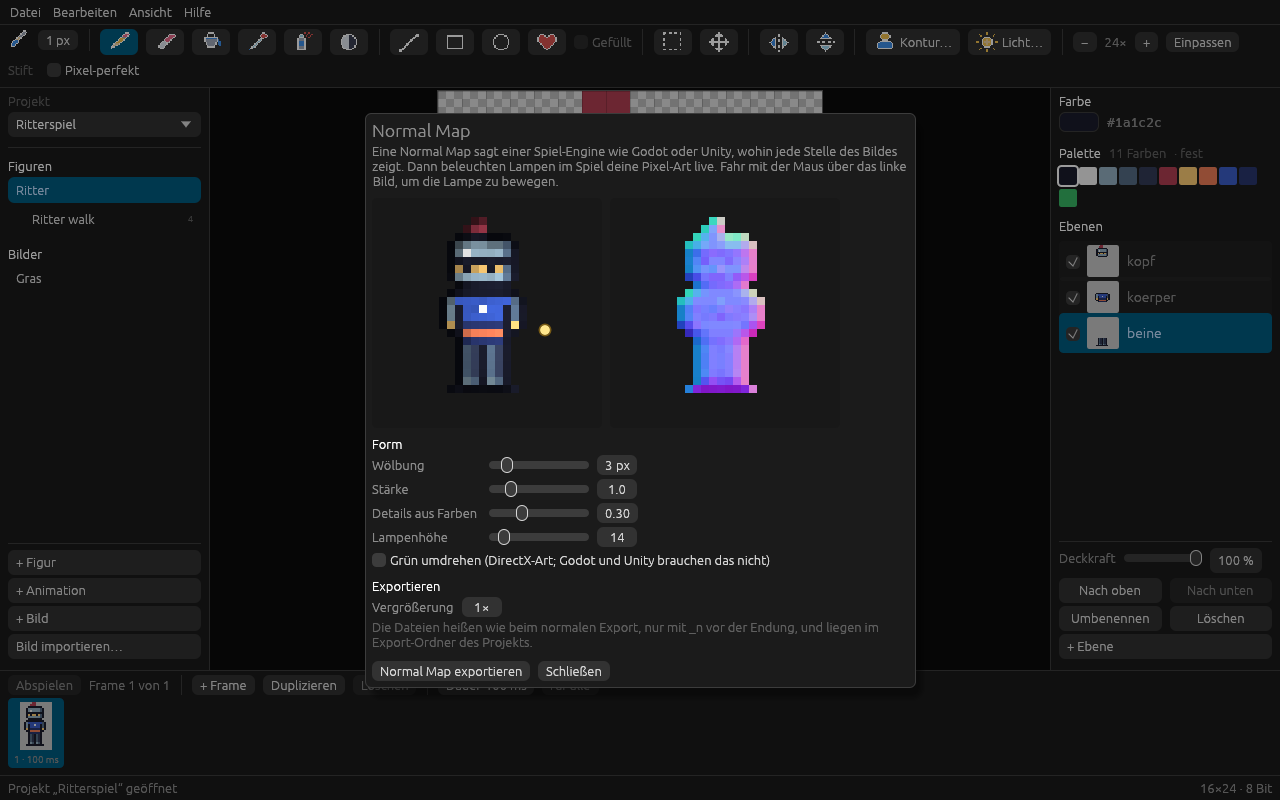 Datei Bearbeiten Ansicht Hilfe
1 px Gefüllt Kontur… Licht… − 24× + Einpassen
Stift Pixel-perfekt
Projekt
Ritterspiel
Figuren
Ritter
Ritter walk 4
Bilder
Gras
+ Figur
+ Animation
+ Bild
Bild importieren…
Normal Map
Eine Normal Map sagt einer Spiel-Engine wie Godot oder Unity, wohin jede Stelle des Bildes
zeigt. Dann beleuchten Lampen im Spiel deine Pixel-Art live. Fahr mit der Maus über das linke
Bild, um die Lampe zu bewegen.
Form
Wölbung 3 px
Stärke 1.0
Details aus Farben 0.30
Lampenhöhe 14
Grün umdrehen (DirectX-Art; Godot und Unity brauchen das nicht)
Exportieren
Vergrößerung 1×
Die Dateien heißen wie beim normalen Export, nur mit _n vor der Endung, und liegen im
Export-Ordner des Projekts.
Normal Map exportieren Schließen
Farbe
#1a1c2c
Palette 11 Farben · fest
Ebenen
kopf
koerper
beine
Deckkraft 100 %
Nach oben Nach unten
Umbenennen Löschen
+ Ebene
Abspielen Frame 1 von 1 + Frame Duplizieren
1 · 100 ms
Projekt „Ritterspiel“ geöffnet 16×24 · 8 Bit